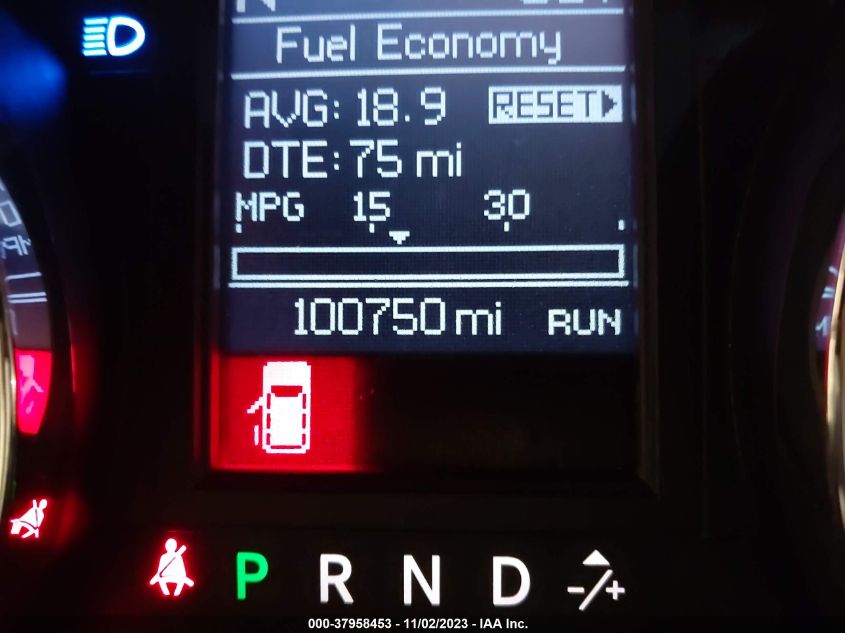 N
Fuel Economy
AVG: 18.9 RESET
DTE: 75 mi
MPG 15 30
100750 mi RUN
P R N D -/+
000-37958453 - 11/02/2023 - IAA Inc.